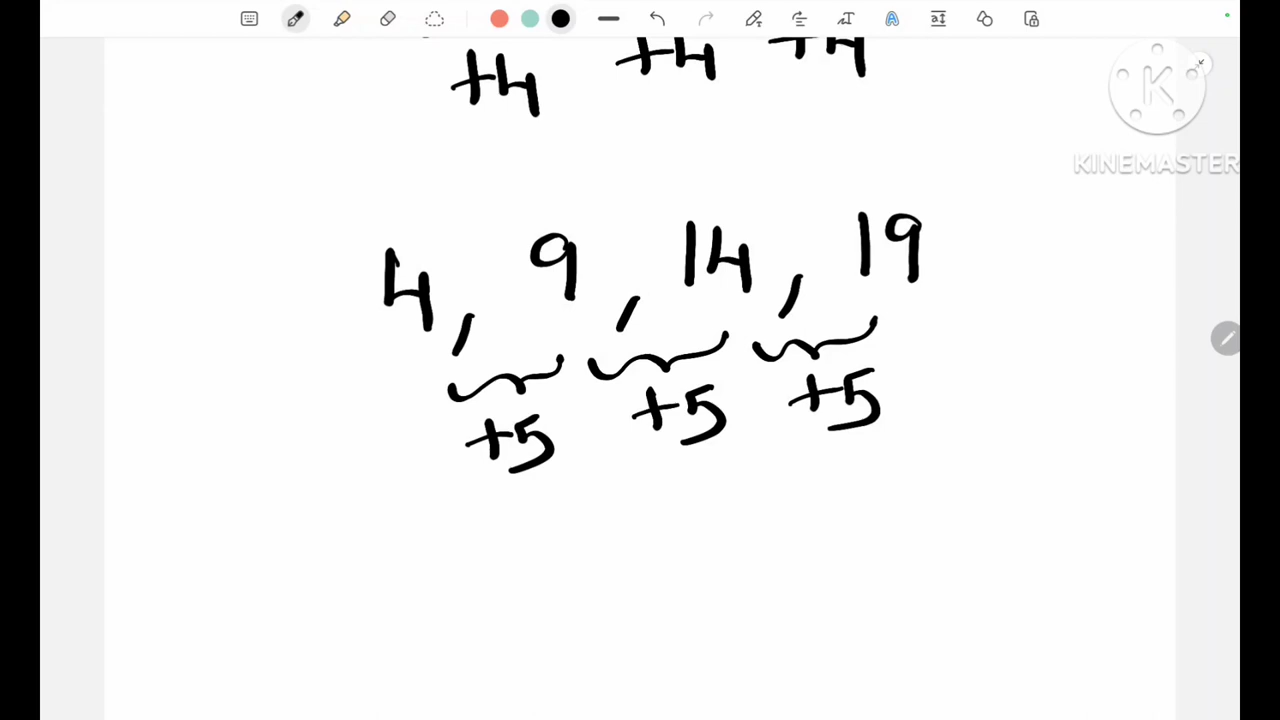 +4 +4 +4
K
KINEMASTER
4, 9, 14, 19
+5 +5 +5